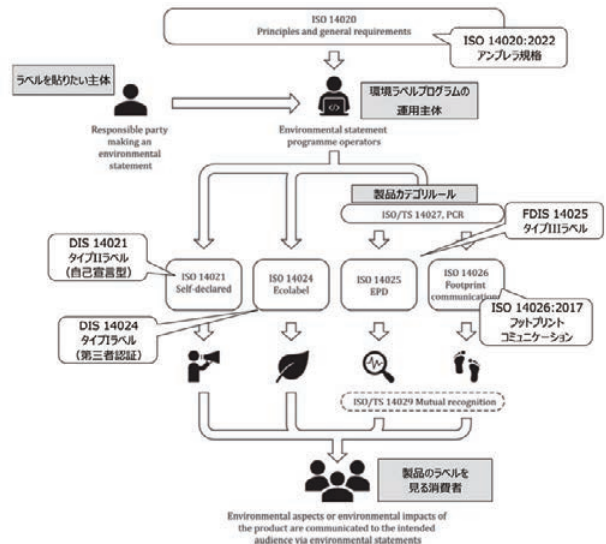 ISO 14020
Principles and general requirements
ISO 14020:2022
アンブレラ規格
ラベルを貼りたい主体
環境ラベルプログラムの
運用主体
Responsible party
making an
environmental
statement
Environmental statement
programme operators
製品カテゴリルール
ISO/TS 14027, PCR
FDIS 14025
タイプIIIラベル
DIS 14021
タイプIIラベル
(自己宣言型)
ISO 14021
Self-declared
ISO 14024
Ecolabel
ISO 14025
EPD
ISO 14026
Footprint
communications
DIS 14024
タイプIラベル
(第三者認証)
ISO 14026:2017
フットプリント
コミュニケーション
ISO/TS 14029 Mutual recognition
製品のラベルを
見る消費者
Environmental aspects or environmental impacts of
the product are communicated to the intended
audience via environmental statements